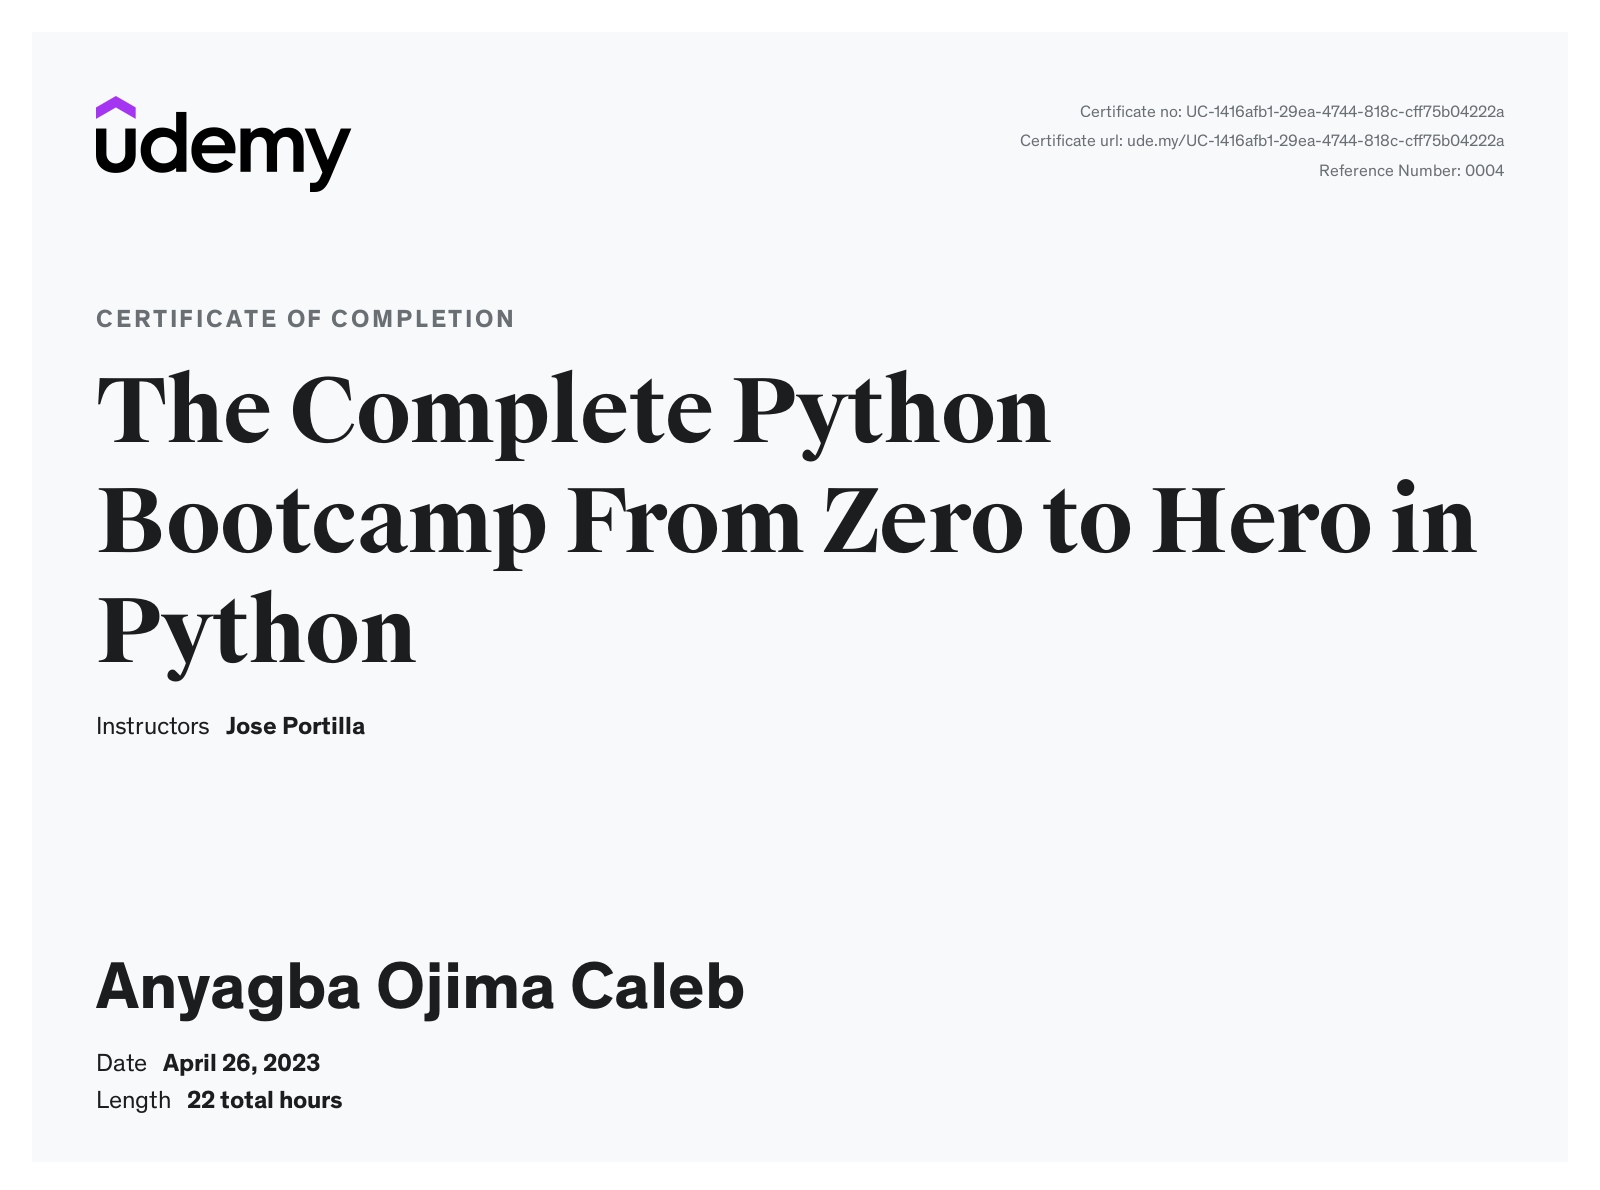 udemy
Certificate no: UC-1416afb1-29ea-4744-818c-cff75b04222a
Certificate url: ude.my/UC-1416afb1-29ea-4744-818c-cff75b04222a
Reference Number: 0004
CERTIFICATE OF COMPLETION
The Complete Python
Bootcamp From Zero to Hero in
Python
Instructors Jose Portilla
Anyagba Ojima Caleb
Date April 26, 2023
Length 22 total hours